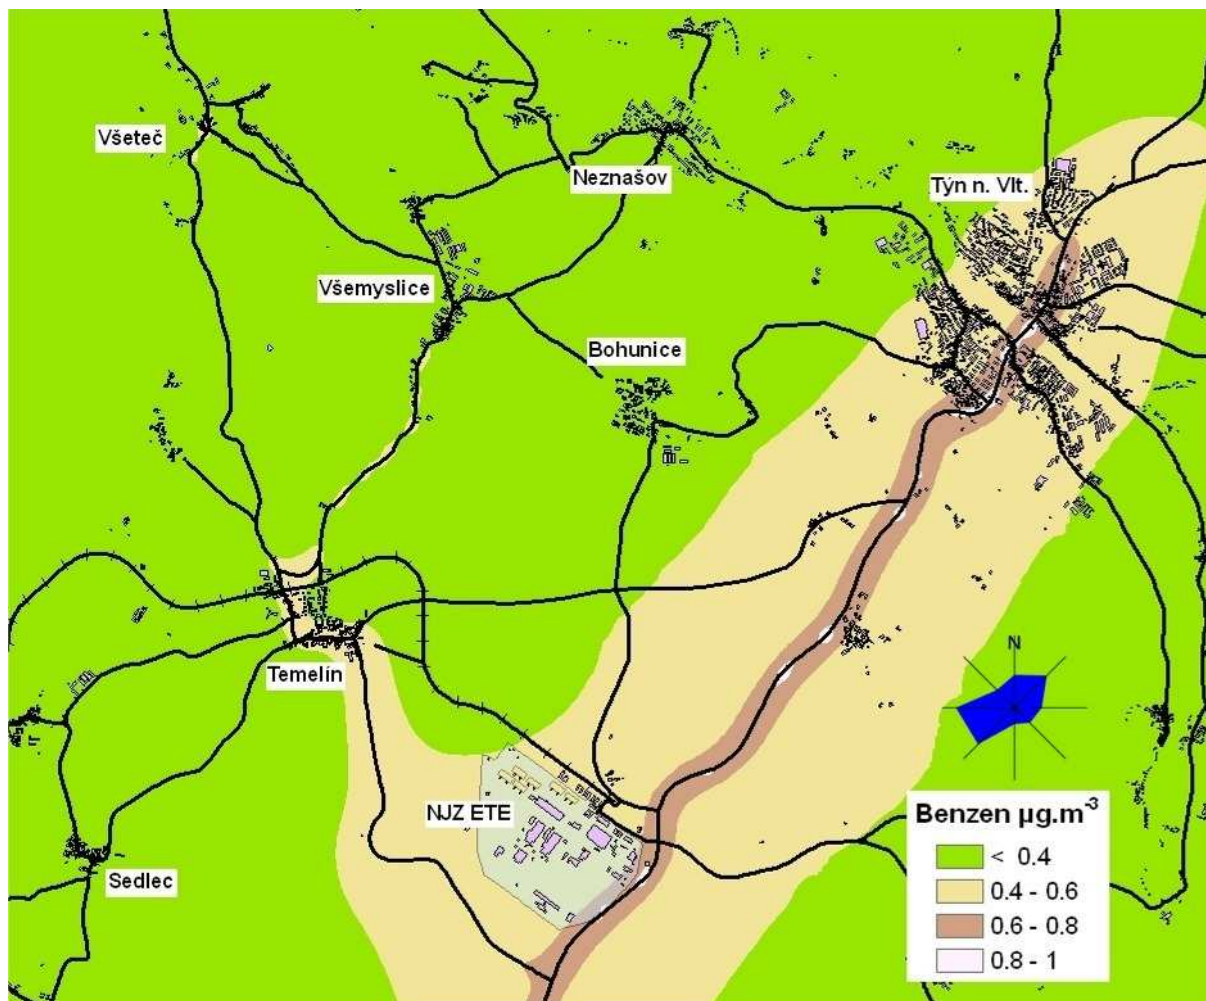 Všeteč
Neznašov
Týn n. Vlt.
Všemyslice
Bohunice
Temelín
N
NJZ ETE
Sedlec
Benzen µg.m-³
< 0.4
0.4 - 0.6
0.6 - 0.8
0.8 - 1